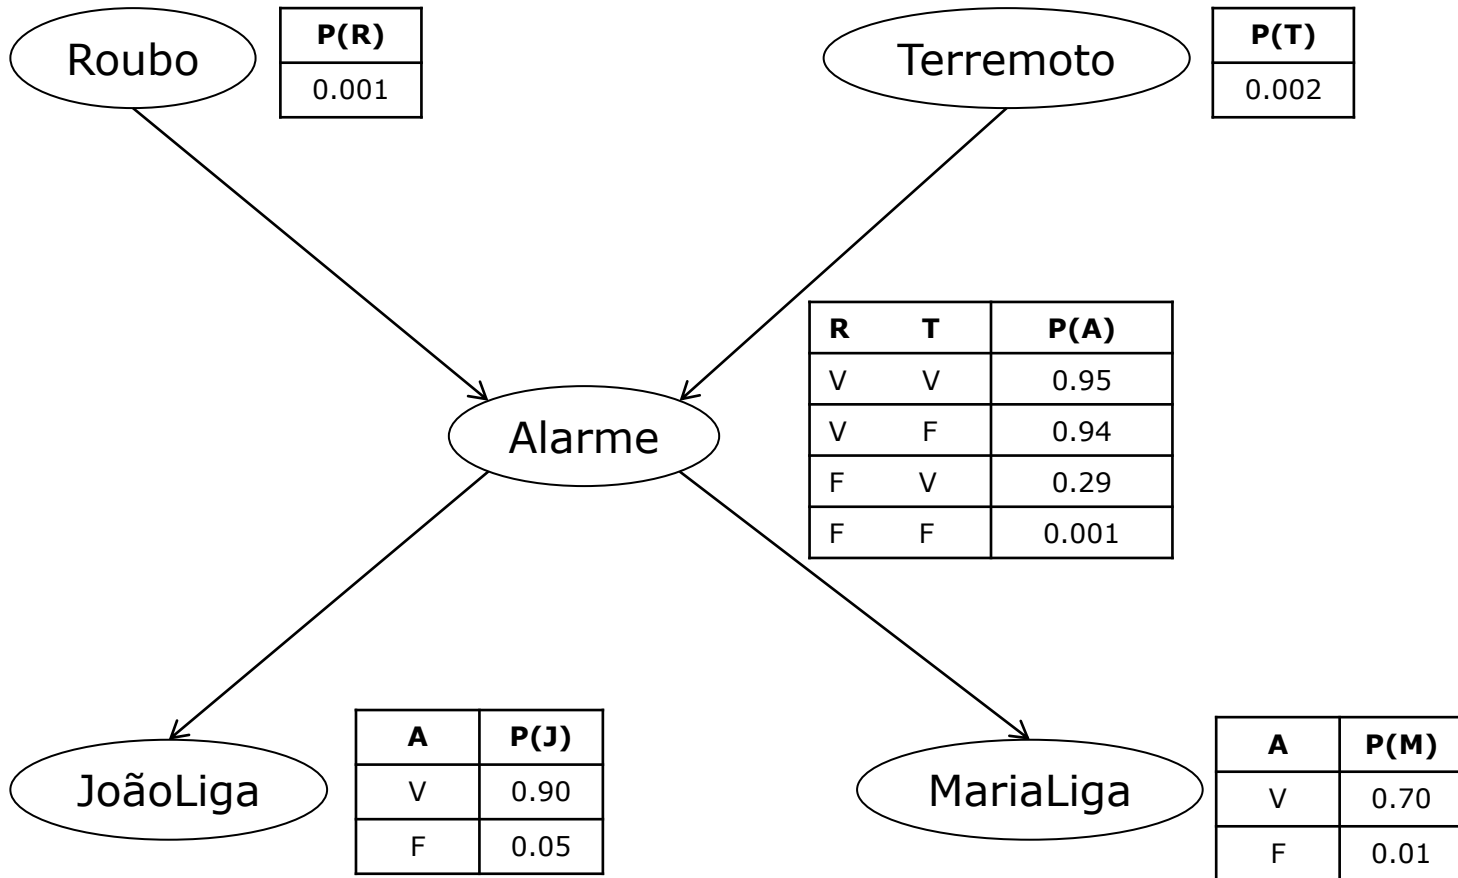 Roubo
P(R)
0.001
Terremoto
P(T)
0.002
R T P(A)
V V 0.95
V F 0.94
F V 0.29
F F 0.001
Alarme
JoãoLiga
A P(J)
V 0.90
F 0.05
MariaLiga
A P(M)
V 0.70
F 0.01